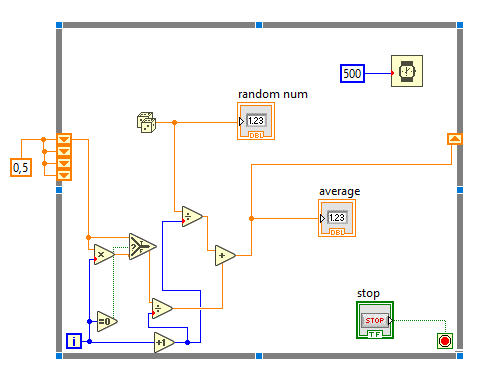 500
random num
1.23
DBL
0,5
average
1.23
DBL
÷
?
T
F
×
+
÷
=0
i
+1
stop
STOP
TF